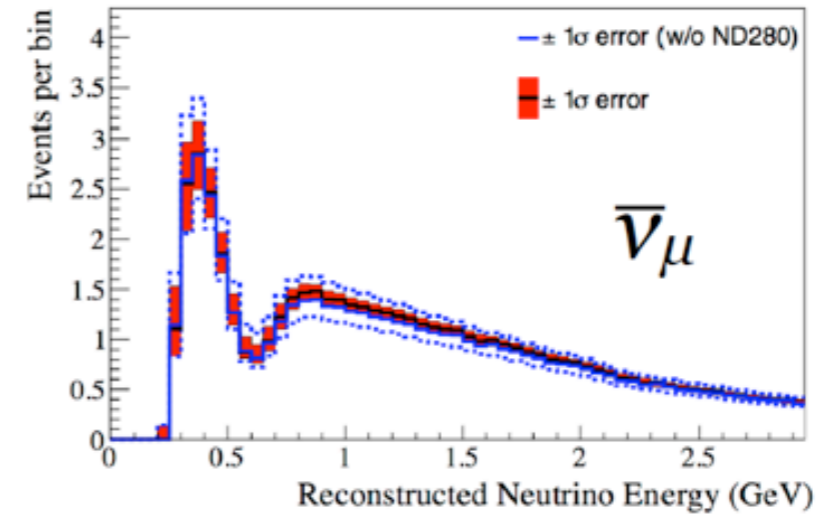 Events per bin
4
3.5
3
2.5
2
1.5
1
0.5
0
± 1σ error (w/o ND280)
± 1σ error
ν̅μ
0 0.5 1 1.5 2 2.5
Reconstructed Neutrino Energy (GeV)